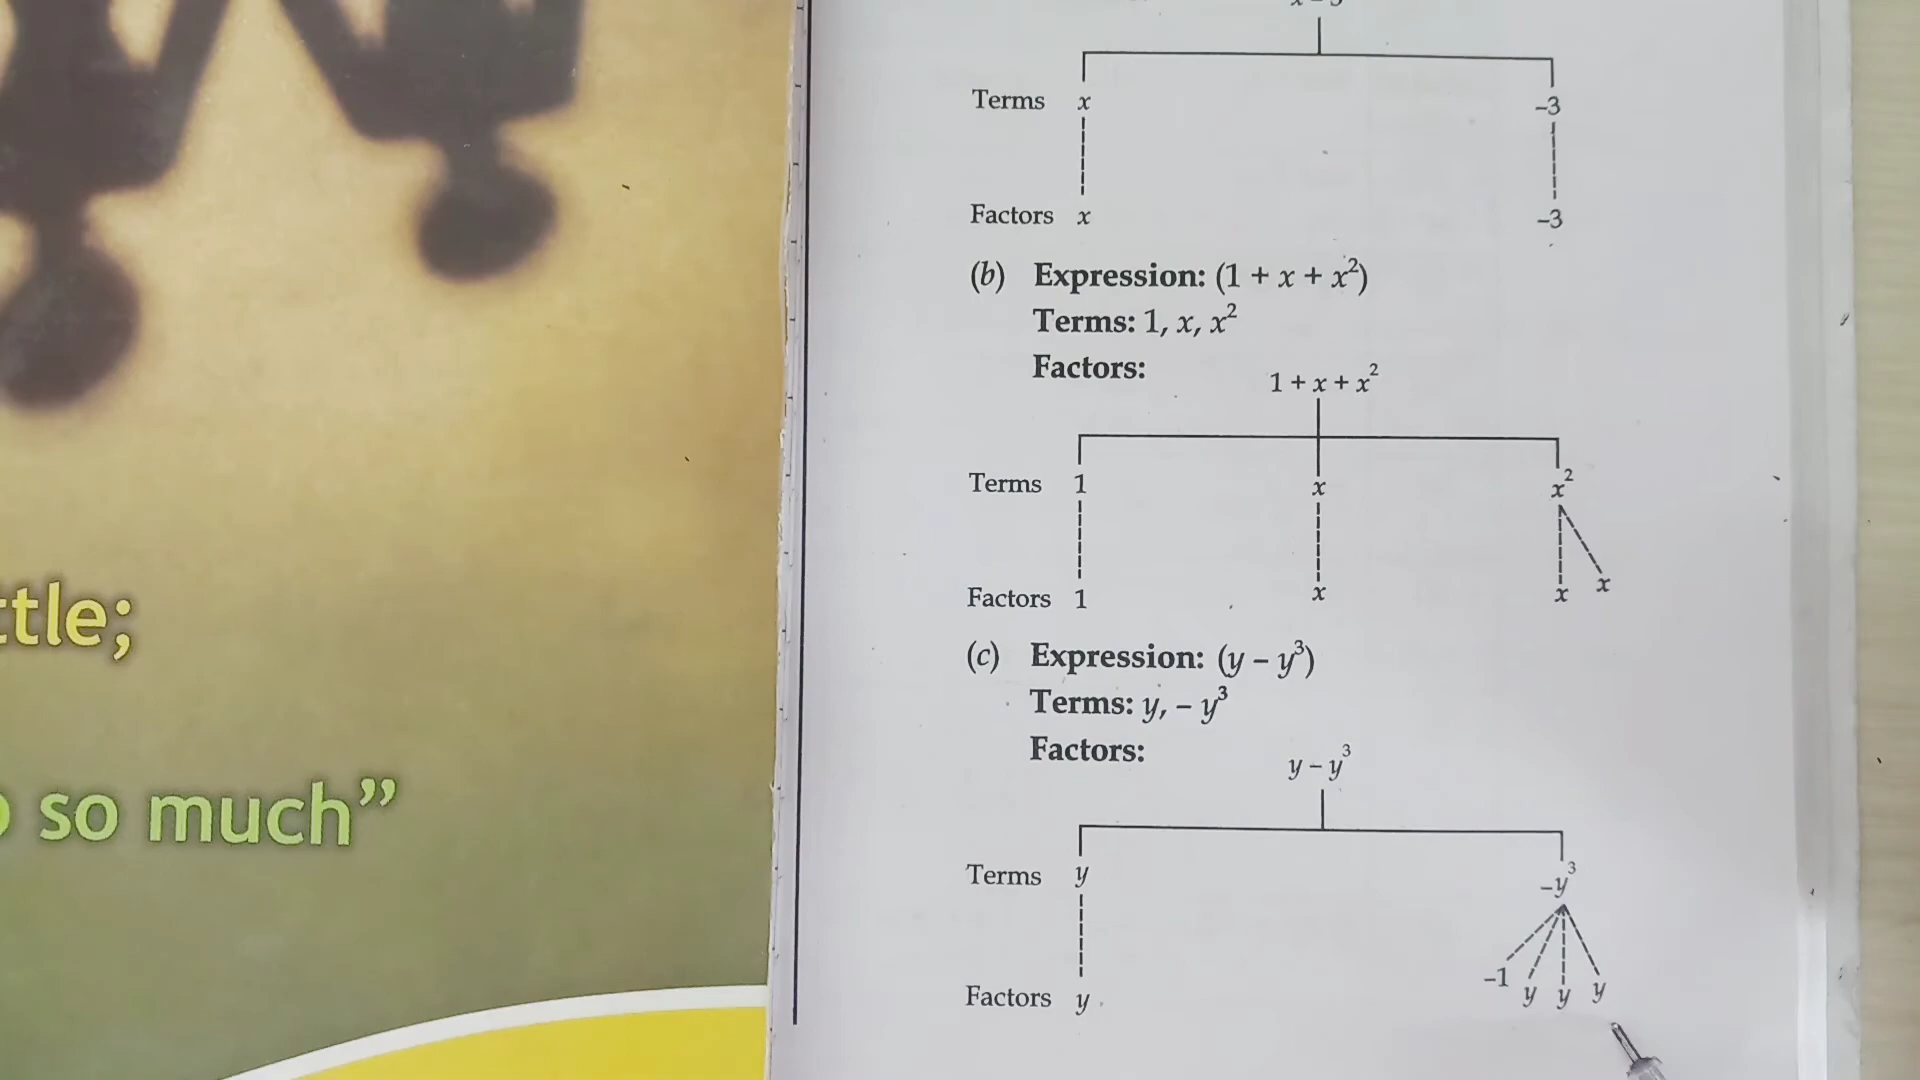 ttle;
so much”
Terms x –3
Factors x –3
(b) Expression: (1 + x + x²)
Terms: 1, x, x²
Factors:
1 + x + x²
Terms 1 x x²
Factors 1 x x x
(c) Expression: (y – y³)
Terms: y, – y³
Factors:
y – y³
Terms y –y³
Factors y –1 y y y